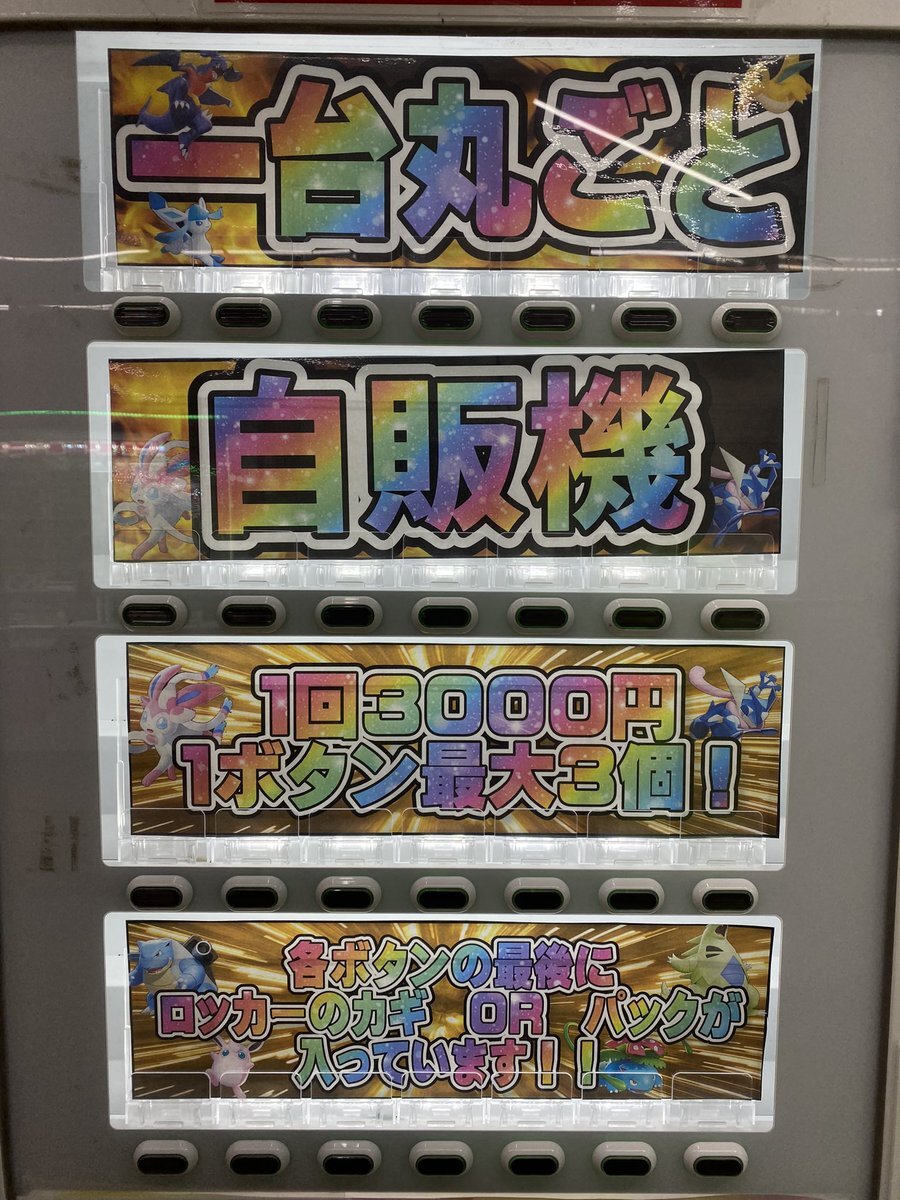 一台丸ごと
自販機
1回3000円
1ボタン最大3個！
各ボタンの最後に
ロッカーのカギ OR パックが
入っています！！